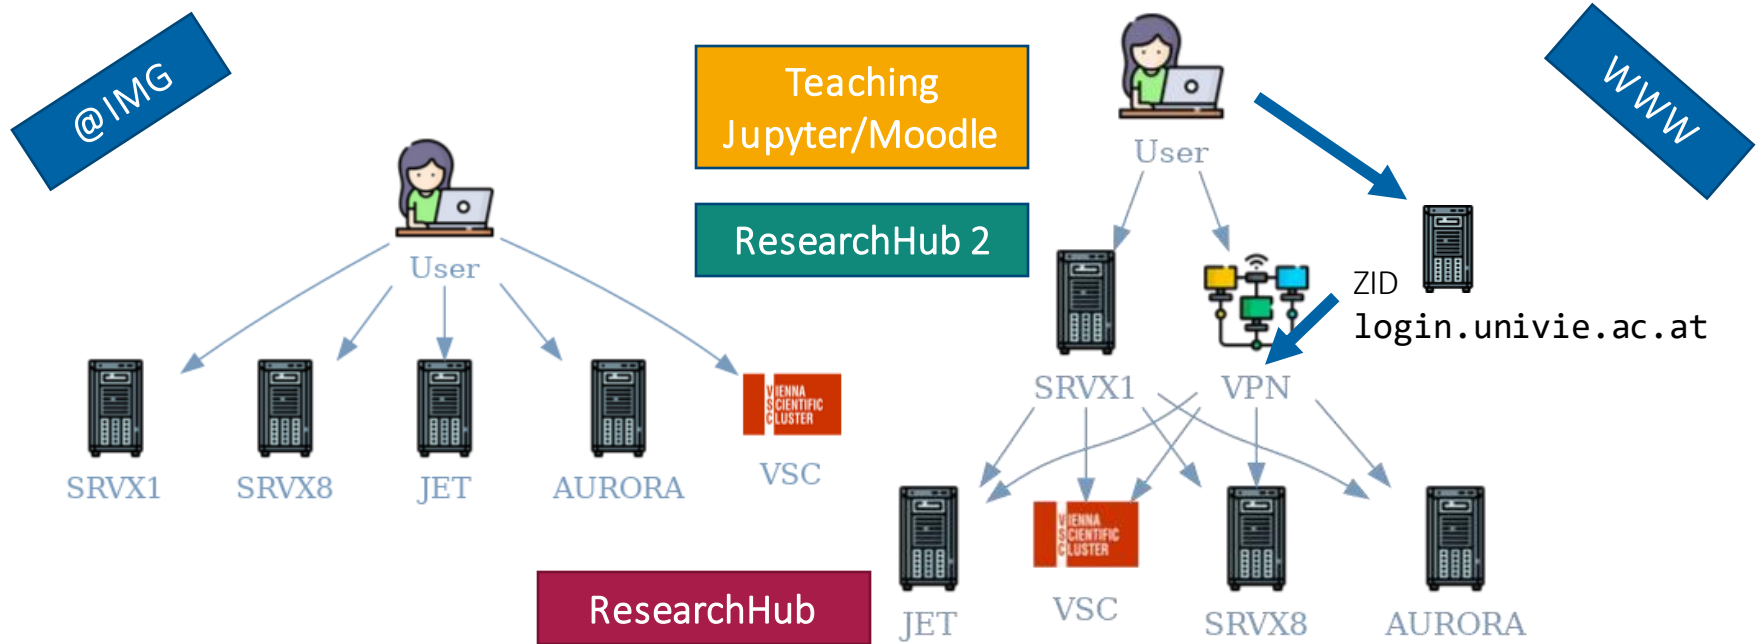 @IMG
User
SRVX1
SRVX8
JET
AURORA
VIENNA
SCIENTIFIC
CLUSTER
VSC
Teaching
Jupyter/Moodle
ResearchHub 2
ResearchHub
WWW
User
ZID
login.univie.ac.at
SRVX1
VPN
JET
VIENNA
SCIENTIFIC
CLUSTER
VSC
SRVX8
AURORA